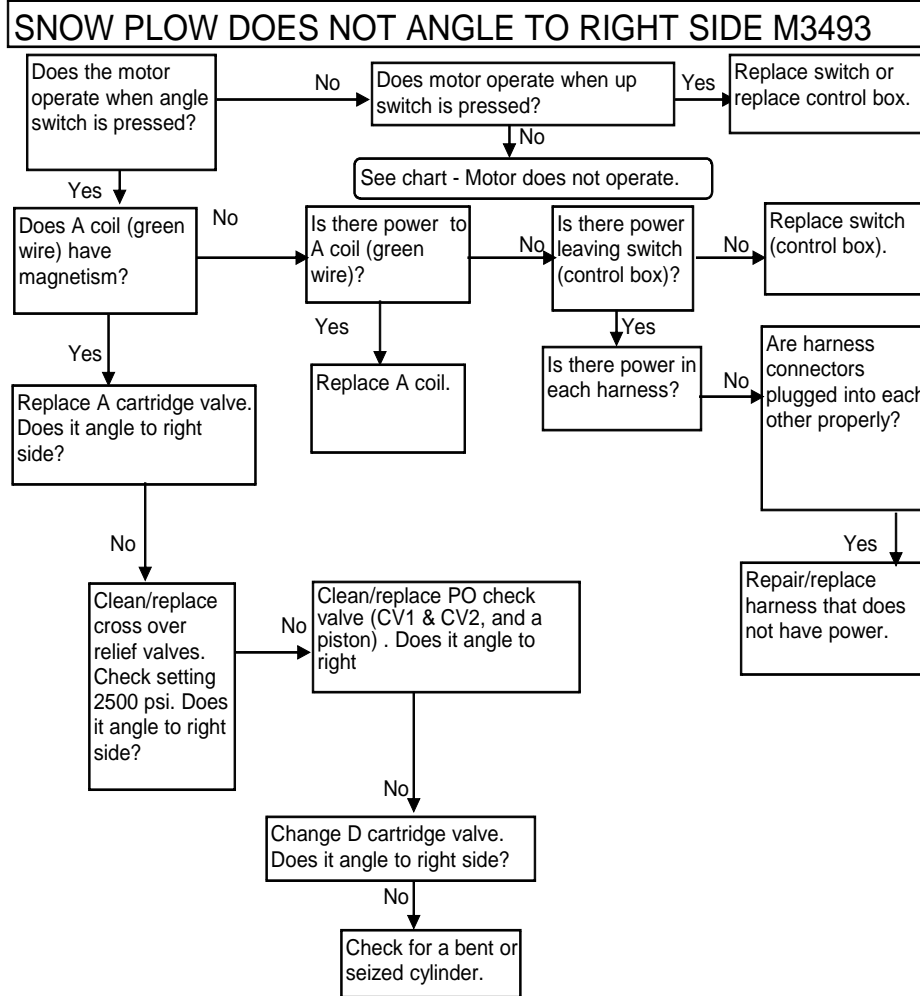 SNOW PLOW DOES NOT ANGLE TO RIGHT SIDE M3493
Does the motor
operate when angle
switch is pressed?
No
Does motor operate when up
switch is pressed?
Yes
Replace switch or
replace control box.
No
See chart - Motor does not operate.
Yes
Does A coil (green
wire) have
magnetism?
No
Is there power to
A coil (green
wire)?
No
Is there power
leaving switch
(control box)?
No
Replace switch
(control box).
Yes
Yes
Yes
Replace A cartridge valve.
Does it angle to right
side?
Replace A coil.
Is there power in
each harness?
No
Are harness
connectors
plugged into each
other properly?
No
Yes
Clean/replace
cross over
relief valves.
Check setting
2500 psi. Does
it angle to right
side?
No
Clean/replace PO check
valve (CV1 & CV2, and a
piston) . Does it angle to
right
Repair/replace
harness that does
not have power.
No
Change D cartridge valve.
Does it angle to right side?
No
Check for a bent or
seized cylinder.